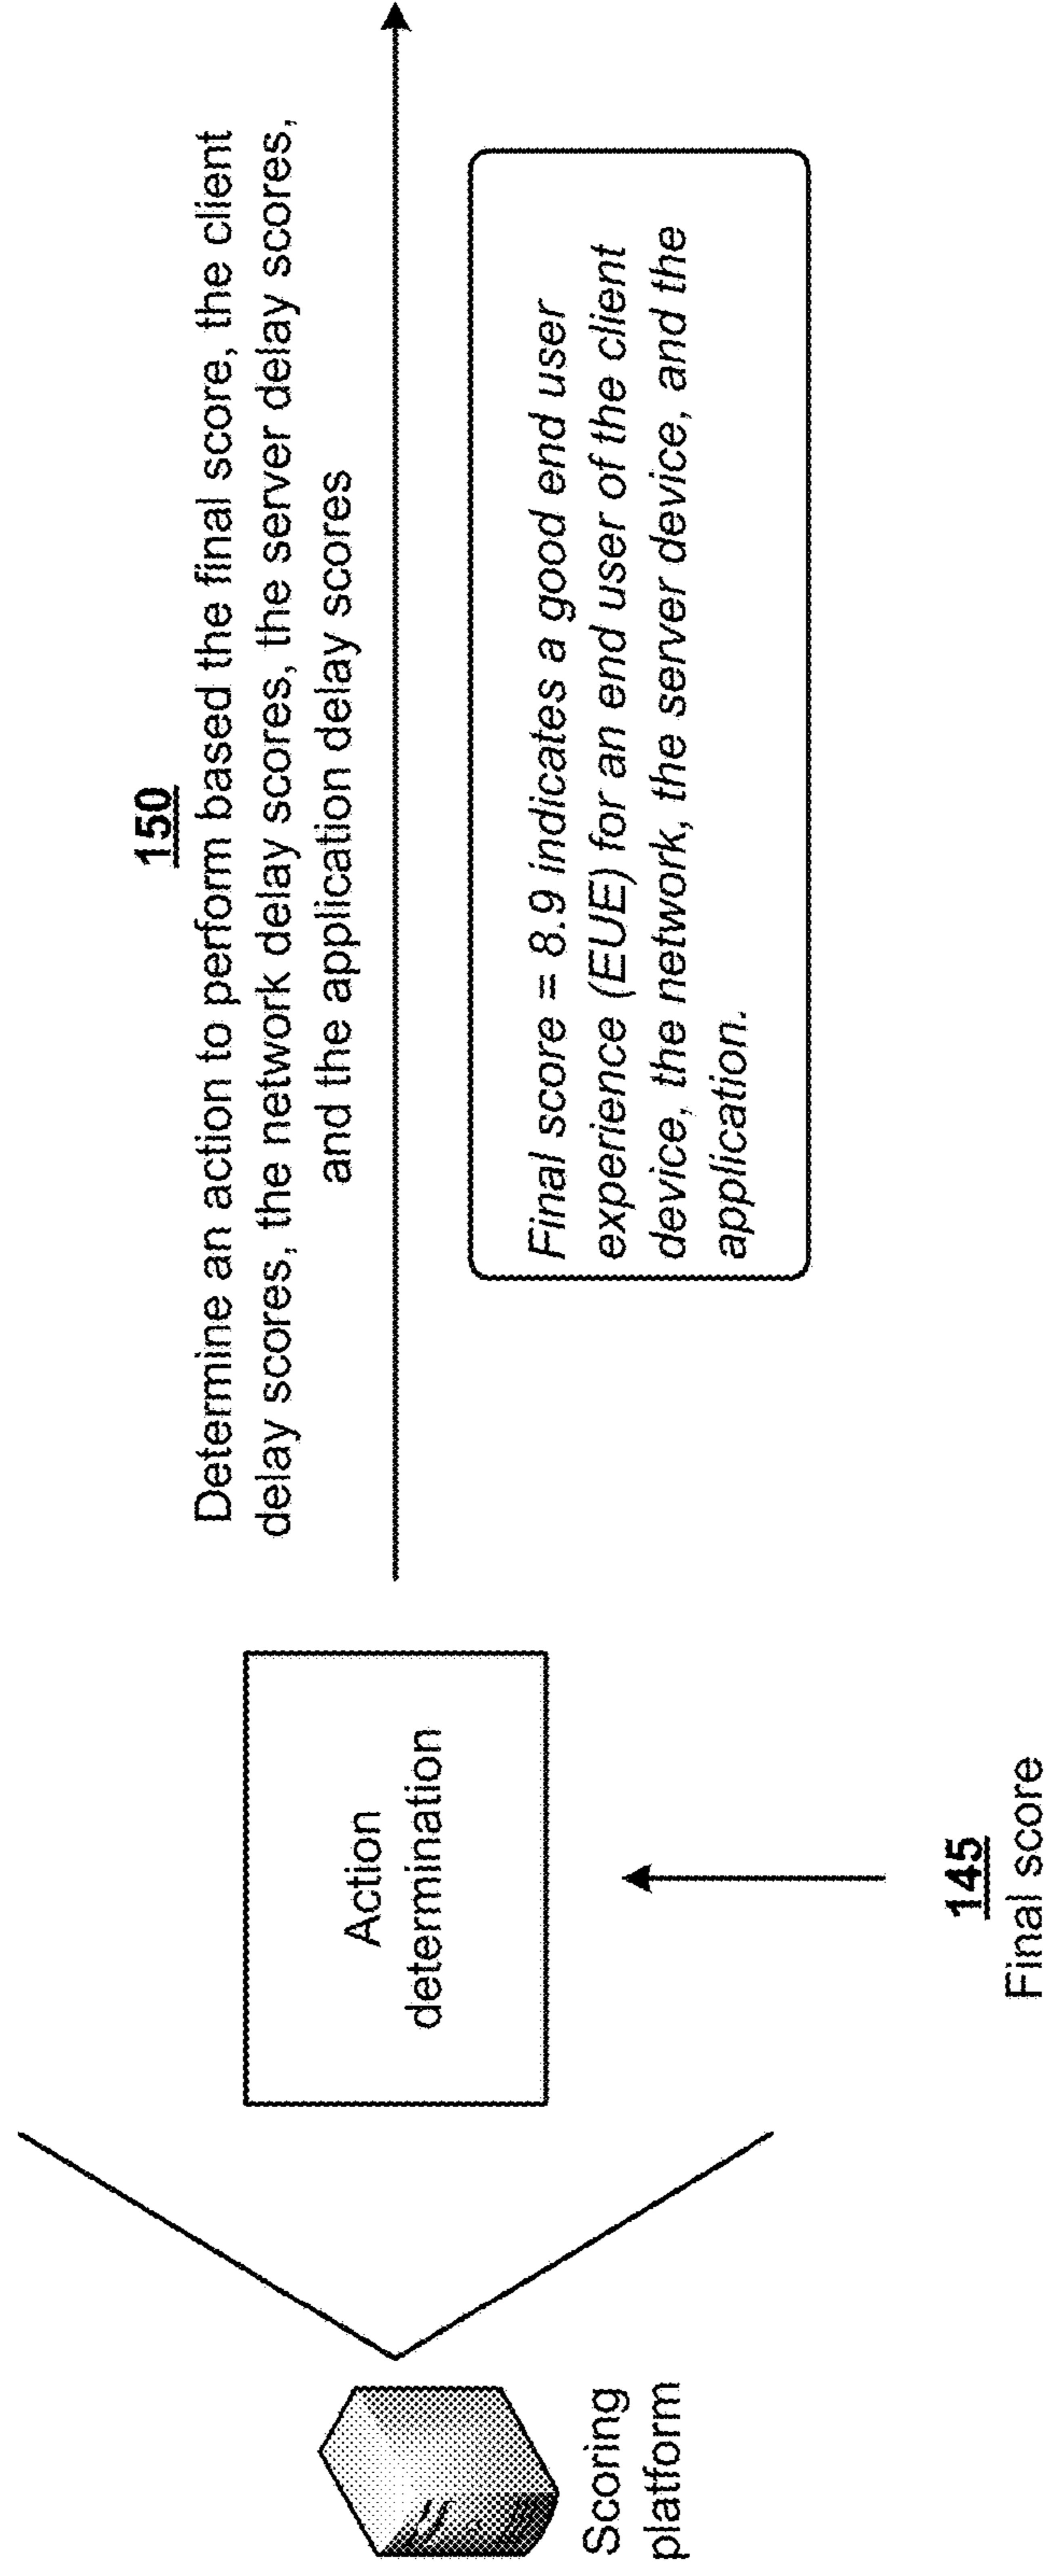 150
Determine an action to perform based the final score, the client
delay scores, the network delay scores, the server delay scores,
and the application delay scores
Final score = 8.9 indicates a good end user
experience (EUE) for an end user of the client
device, the network, the server device, and the
application.
Action
determination
145
Final score
Scoring
platform